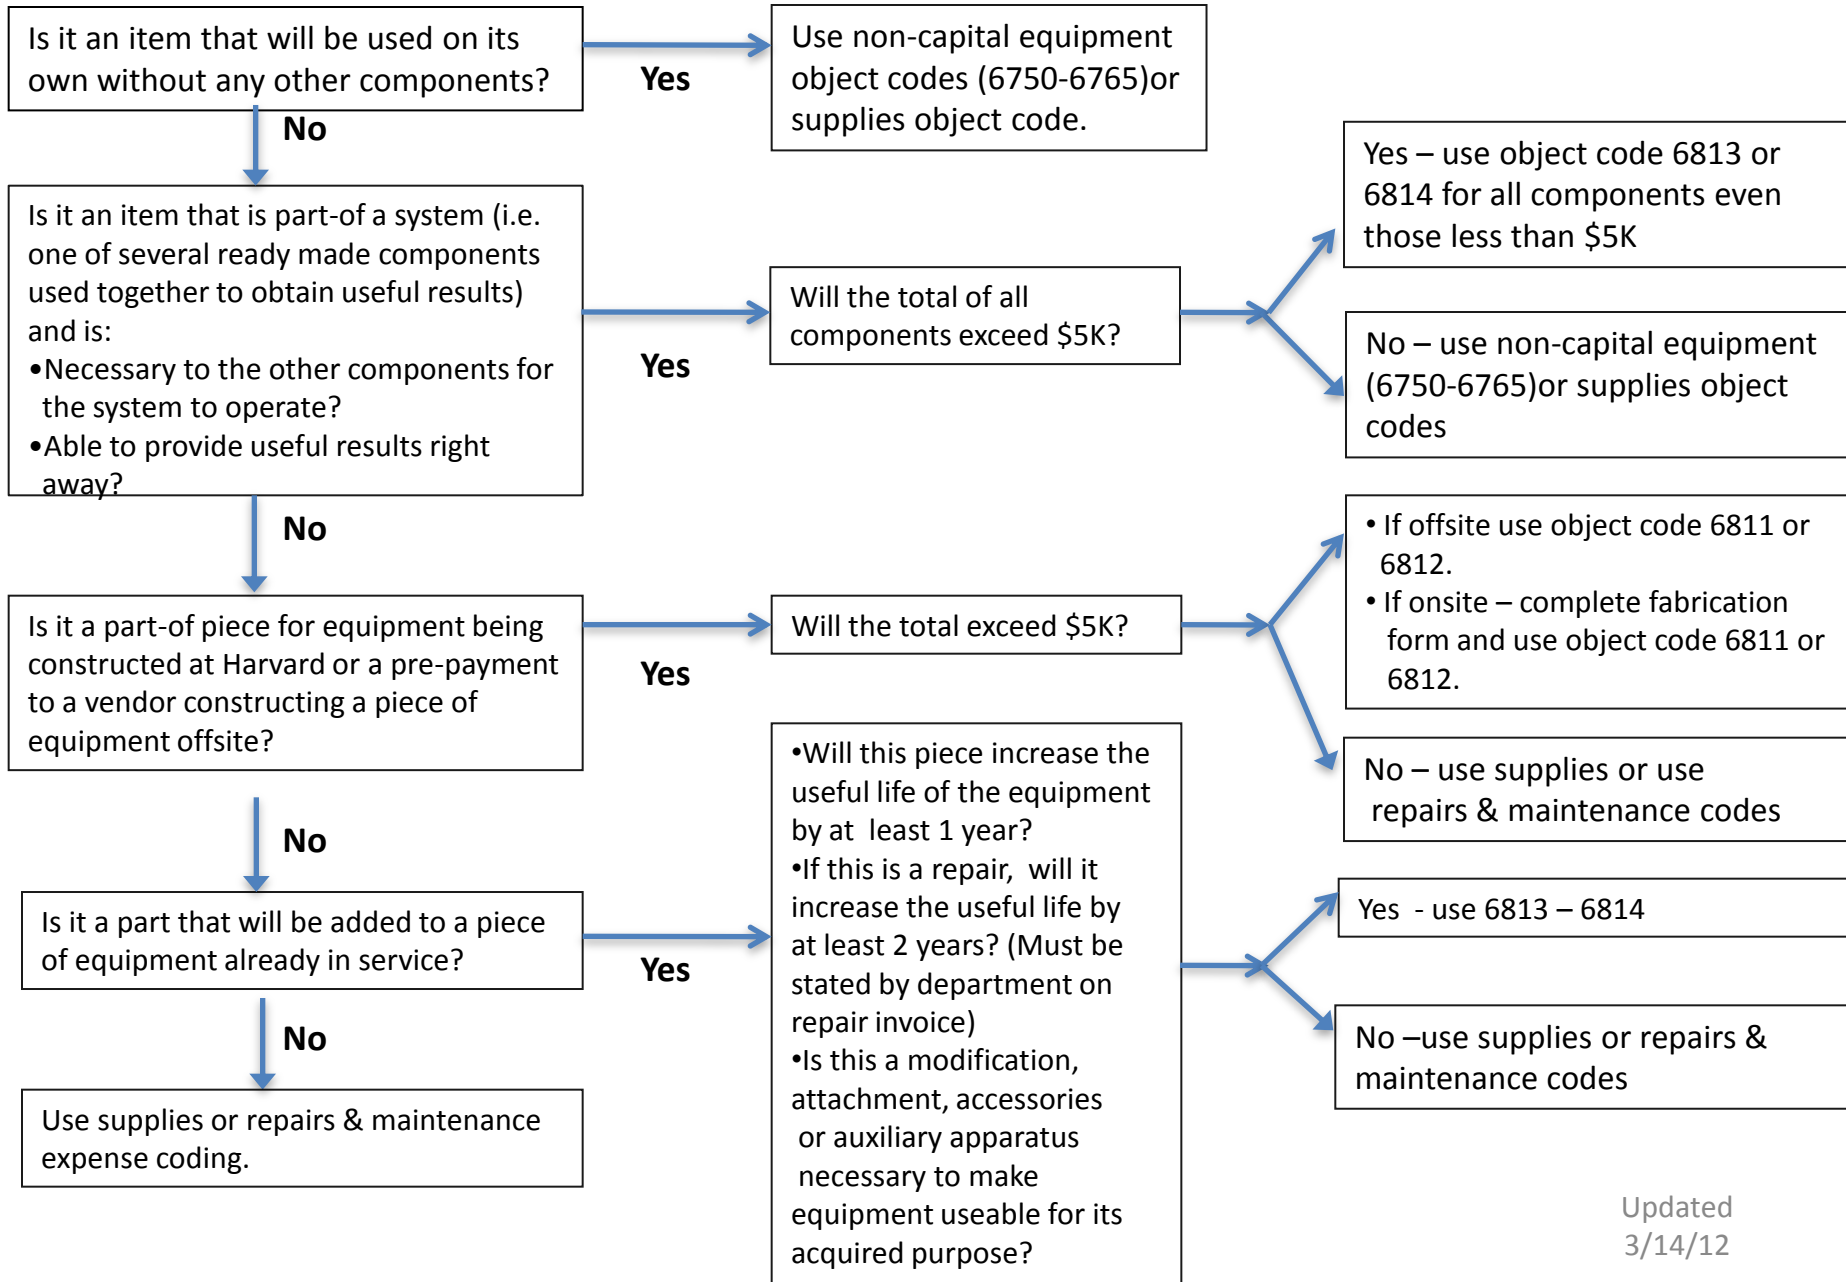 Is it an item that will be used on its
own without any other components?
Yes
Use non-capital equipment
object codes (6750-6765)or
supplies object code.
No
Is it an item that is part-of a system (i.e.
one of several ready made components
used together to obtain useful results)
and is:
•Necessary to the other components for
the system to operate?
•Able to provide useful results right
away?
Yes
Will the total of all
components exceed $5K?
Yes – use object code 6813 or
6814 for all components even
those less than $5K
No – use non-capital equipment
(6750-6765)or supplies object
codes
No
Is it a part-of piece for equipment being
constructed at Harvard or a pre-payment
to a vendor constructing a piece of
equipment offsite?
Yes
Will the total exceed $5K?
• If offsite use object code 6811 or
6812.
• If onsite – complete fabrication
form and use object code 6811 or
6812.
No – use supplies or use
repairs & maintenance codes
No
Is it a part that will be added to a piece
of equipment already in service?
Yes
•Will this piece increase the
useful life of the equipment
by at least 1 year?
•If this is a repair, will it
increase the useful life by
at least 2 years? (Must be
stated by department on
repair invoice)
•Is this a modification,
attachment, accessories
or auxiliary apparatus
necessary to make
equipment useable for its
acquired purpose?
Yes - use 6813 – 6814
No –use supplies or repairs &
maintenance codes
No
Use supplies or repairs & maintenance
expense coding.
Updated
3/14/12